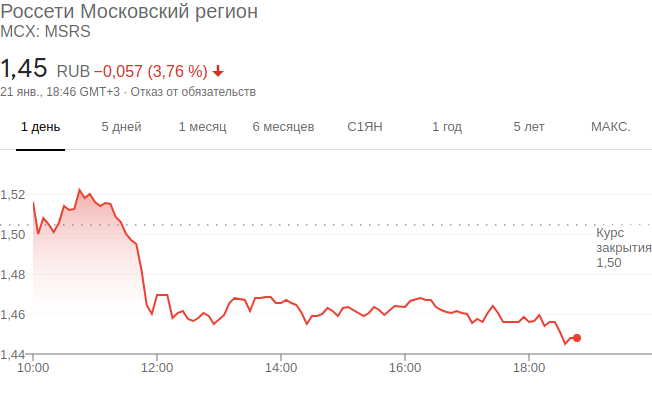 Россети Московский регион
MCX: MSRS
1,45 RUB −0,057 (3,76 %)
21 янв., 18:46 GMT+3 · Отказ от обязательств
1 день 5 дней 1 месяц 6 месяцев С1ЯН 1 год 5 лет МАКС.
1,52
1,50
Курс
закрытия
1,50
1,48
1,46
1,44
10:00 12:00 14:00 16:00 18:00